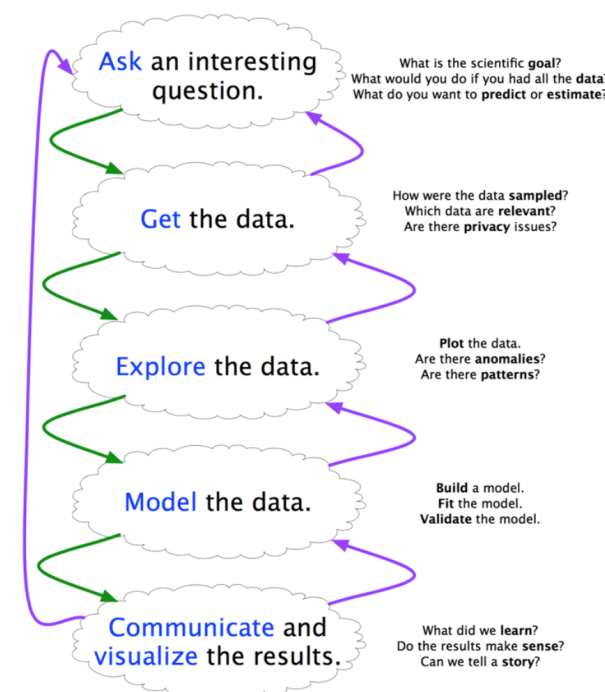 Ask an interesting
question.
What is the scientific goal?
What would you do if you had all the data?
What do you want to predict or estimate?
Get the data.
How were the data sampled?
Which data are relevant?
Are there privacy issues?
Explore the data.
Plot the data.
Are there anomalies?
Are there patterns?
Model the data.
Build a model.
Fit the model.
Validate the model.
Communicate and
visualize the results.
What did we learn?
Do the results make sense?
Can we tell a story?